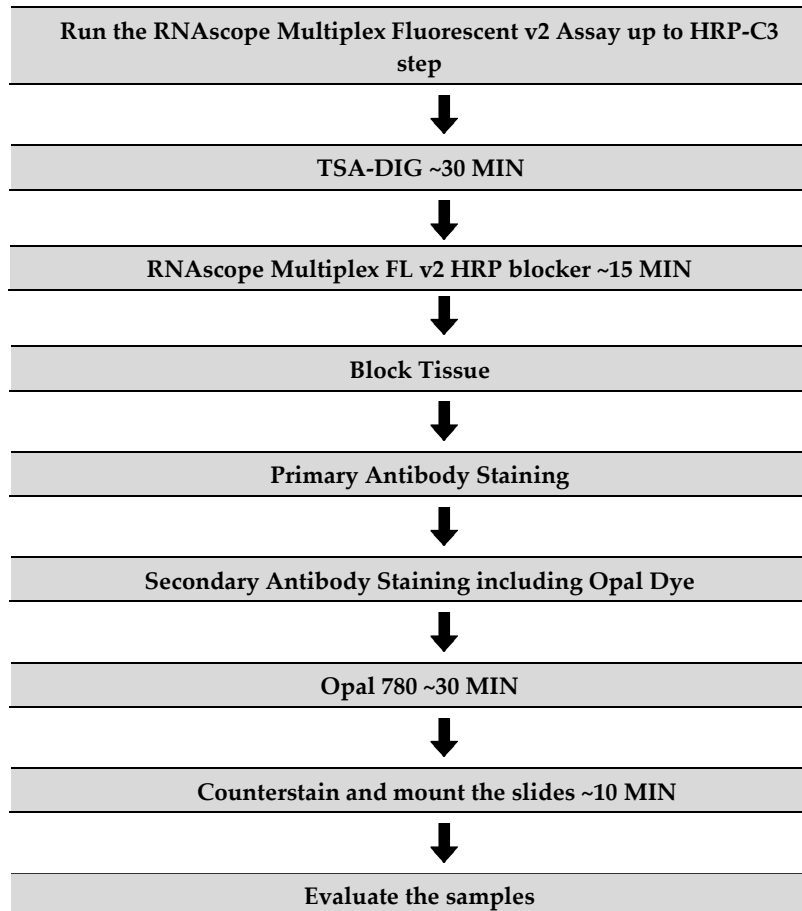 Run the RNAscope Multiplex Fluorescent v2 Assay up to HRP-C3
step
TSA-DIG ~30 MIN
RNAscope Multiplex FL v2 HRP blocker ~15 MIN
Block Tissue
Primary Antibody Staining
Secondary Antibody Staining including Opal Dye
Opal 780 ~30 MIN
Counterstain and mount the slides ~10 MIN
Evaluate the samples